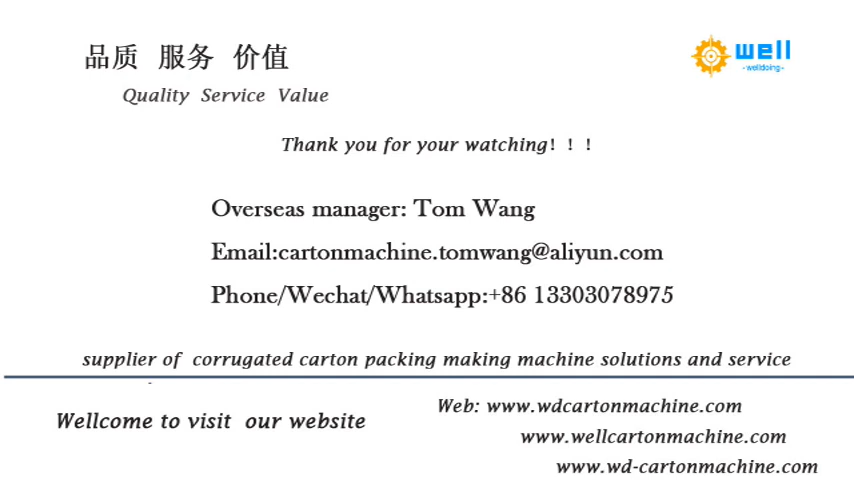 品质 服务 价值
well
-welldoing-
Quality Service Value
Thank you for your watching！！！
Overseas manager: Tom Wang
Email:cartonmachine.tomwang@aliyun.com
Phone/Wechat/Whatsapp:+86 13303078975
supplier of corrugated carton packing making machine solutions and service
Wellcome to visit our website
Web: www.wdcartonmachine.com
www.wellcartonmachine.com
www.wd-cartonmachine.com